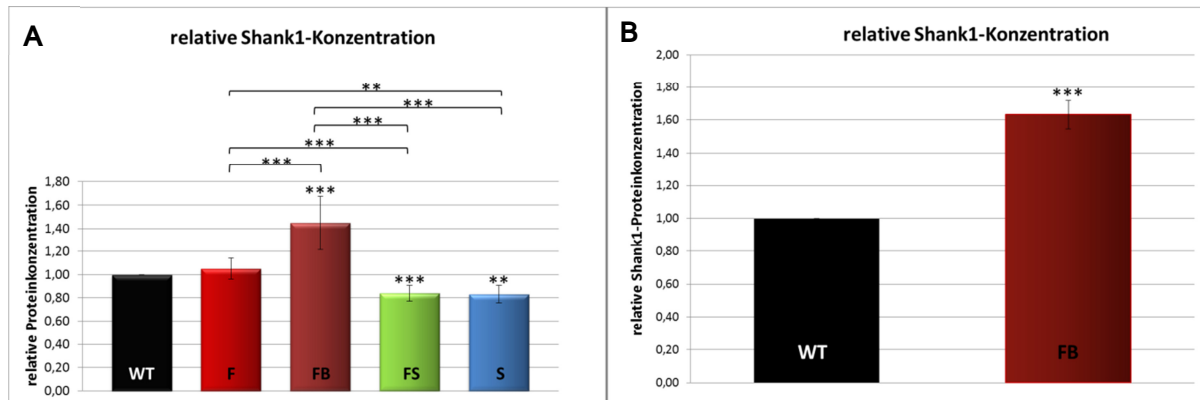 A
relative Shank1-Konzentration
**
***
***
***
***
relative Proteinkonzentration
1,80
1,60
1,40
1,20
1,00
0,80
0,60
0,40
0,20
0,00
***
***
**
WT
F
FB
FS
S
B
relative Shank1-Konzentration
relative Shank1-Proteinkonzentration
2,00
1,80
1,60
1,40
1,20
1,00
0,80
0,60
0,40
0,20
0,00
***
WT
FB